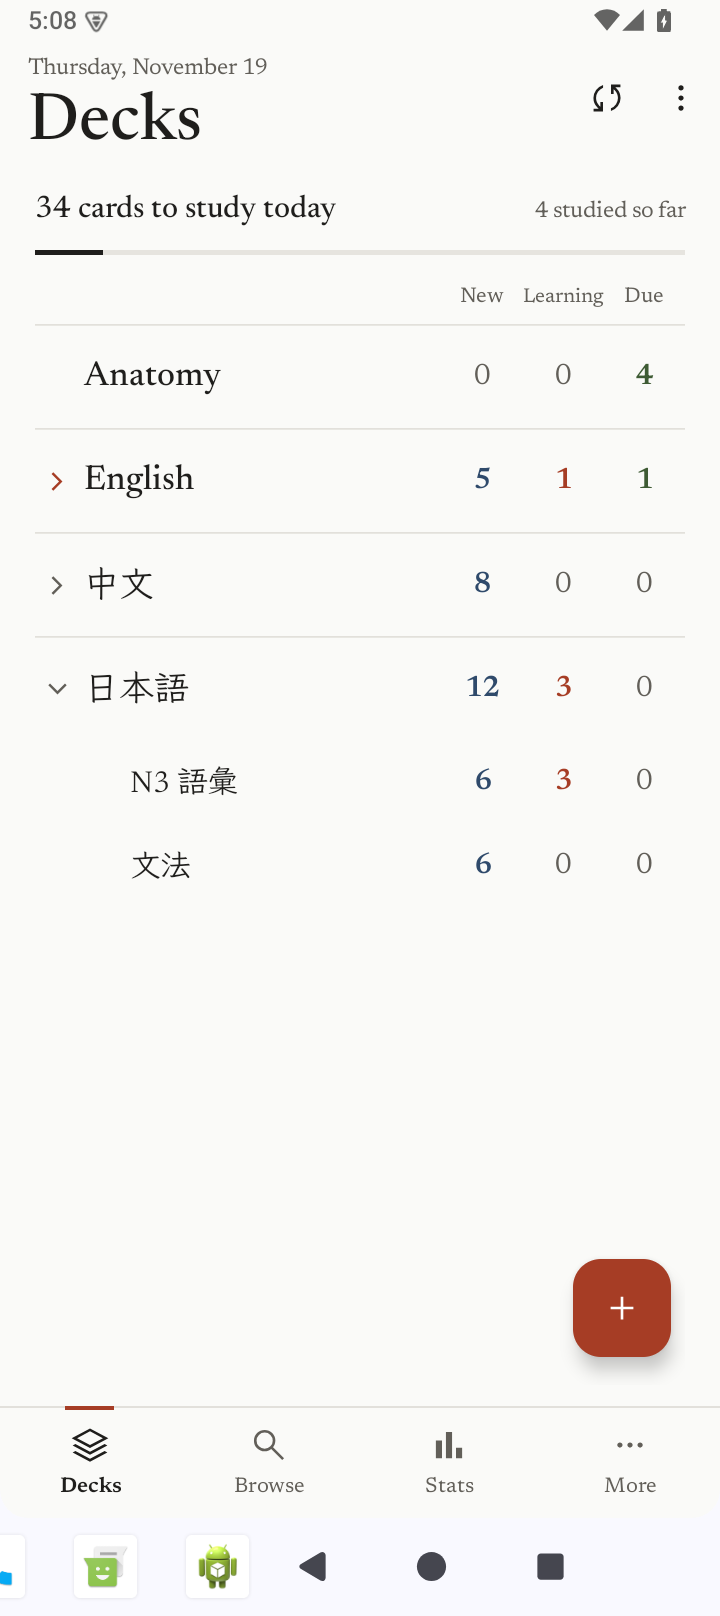 5:08
Thursday, November 19
Decks
34 cards to study today
4 studied so far
New Learning Due
Anatomy 0 0 4
English 5 1 1
中文 8 0 0
日本語 12 3 0
N3 語彙 6 3 0
文法 6 0 0
Decks Browse Stats More